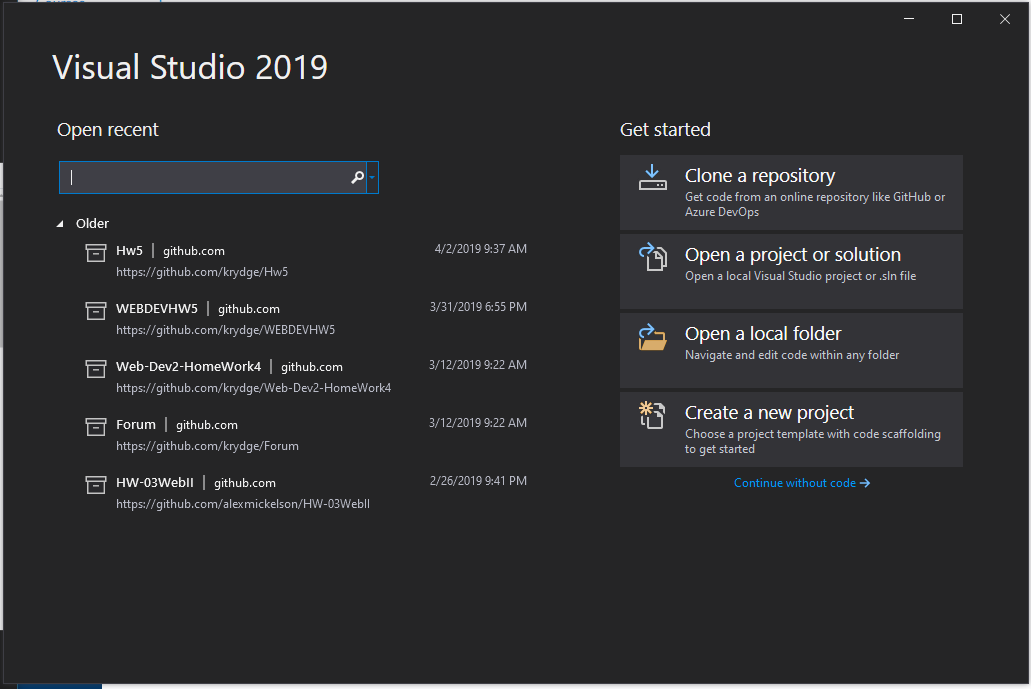 Visual Studio 2019
Open recent
Older
Hw5 | github.com
4/2/2019 9:37 AM
https://github.com/krydge/Hw5
WEBDEVHW5 | github.com
3/31/2019 6:55 PM
https://github.com/krydge/WEBDEVHW5
Web-Dev2-HomeWork4 | github.com
3/12/2019 9:22 AM
https://github.com/krydge/Web-Dev2-HomeWork4
Forum | github.com
3/12/2019 9:22 AM
https://github.com/krydge/Forum
HW-03WebII | github.com
2/26/2019 9:41 PM
https://github.com/alexmickelson/HW-03WebII
Get started
Clone a repository
Get code from an online repository like GitHub or
Azure DevOps
Open a project or solution
Open a local Visual Studio project or .sln file
Open a local folder
Navigate and edit code within any folder
Create a new project
Choose a project template with code scaffolding
to get started
Continue without code →